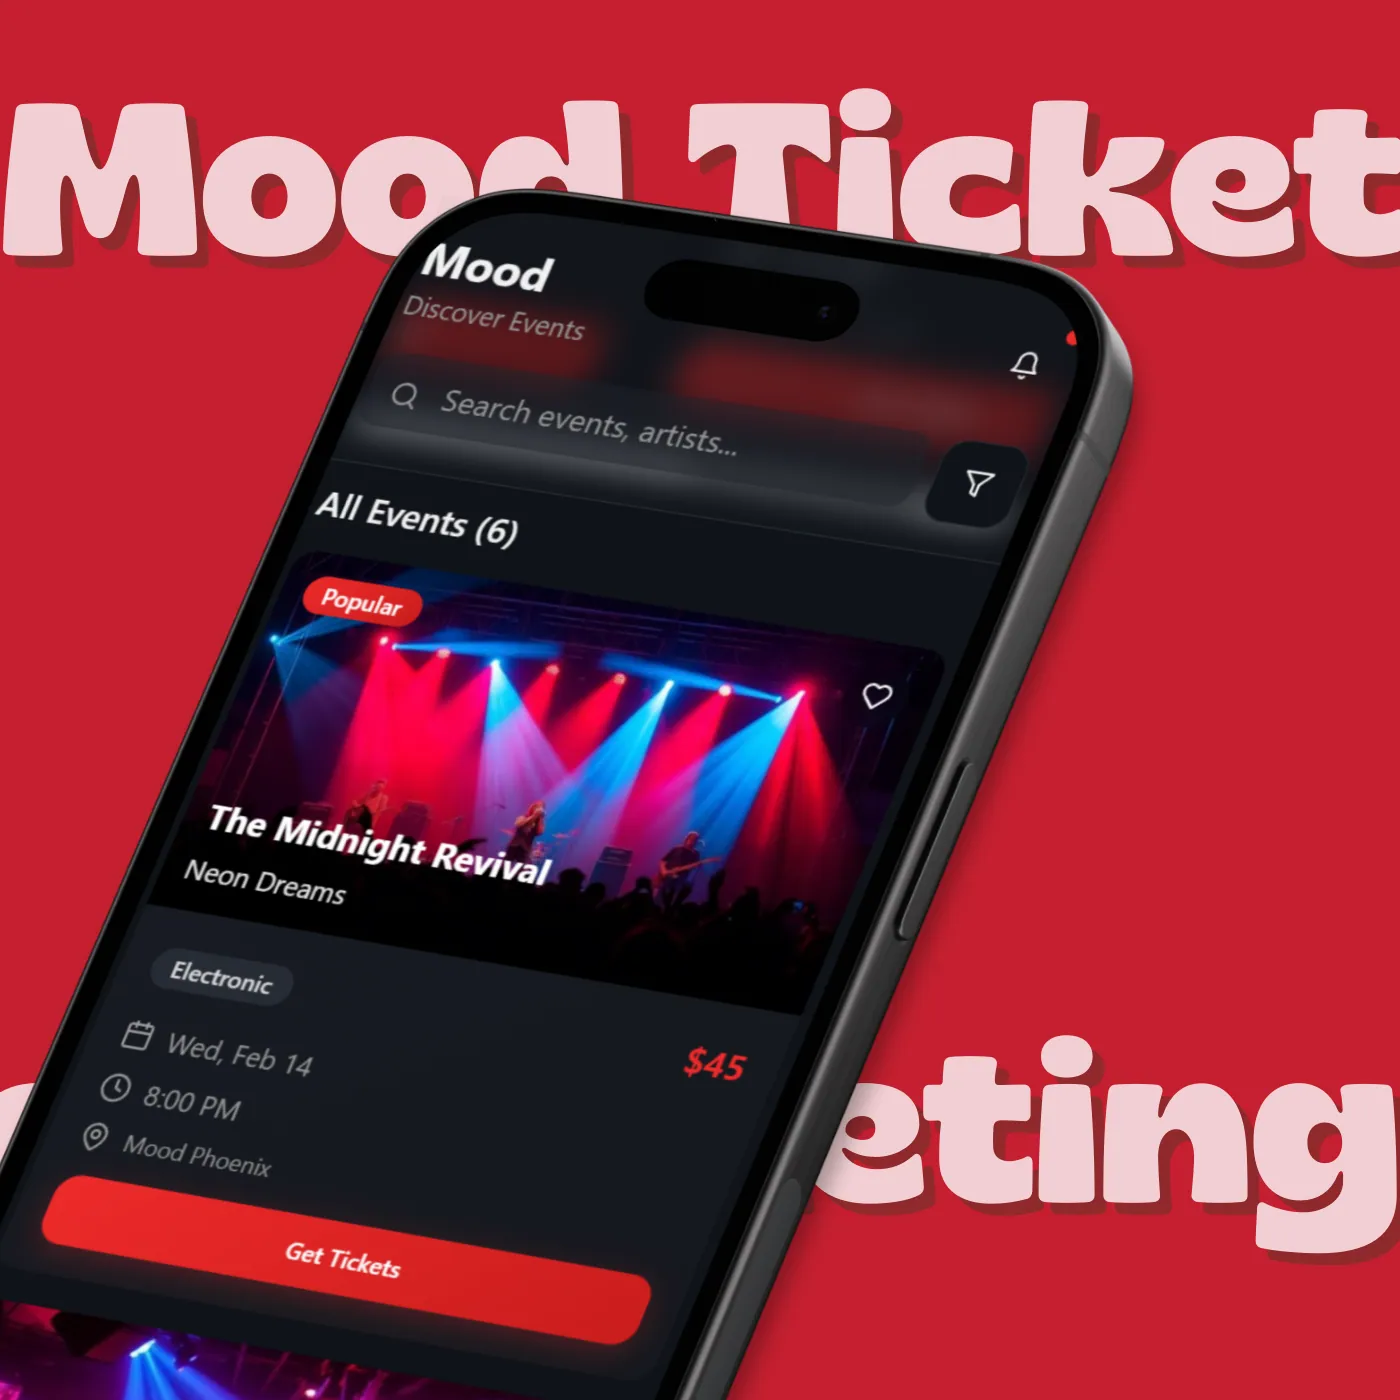 Mood Ticket
Mood
Discover Events
Search events, artists...
All Events (6)
Popular
The Midnight Revival
Neon Dreams
Electronic
Wed, Feb 14
$45
8:00 PM
Mood Phoenix
eting
Get Tickets